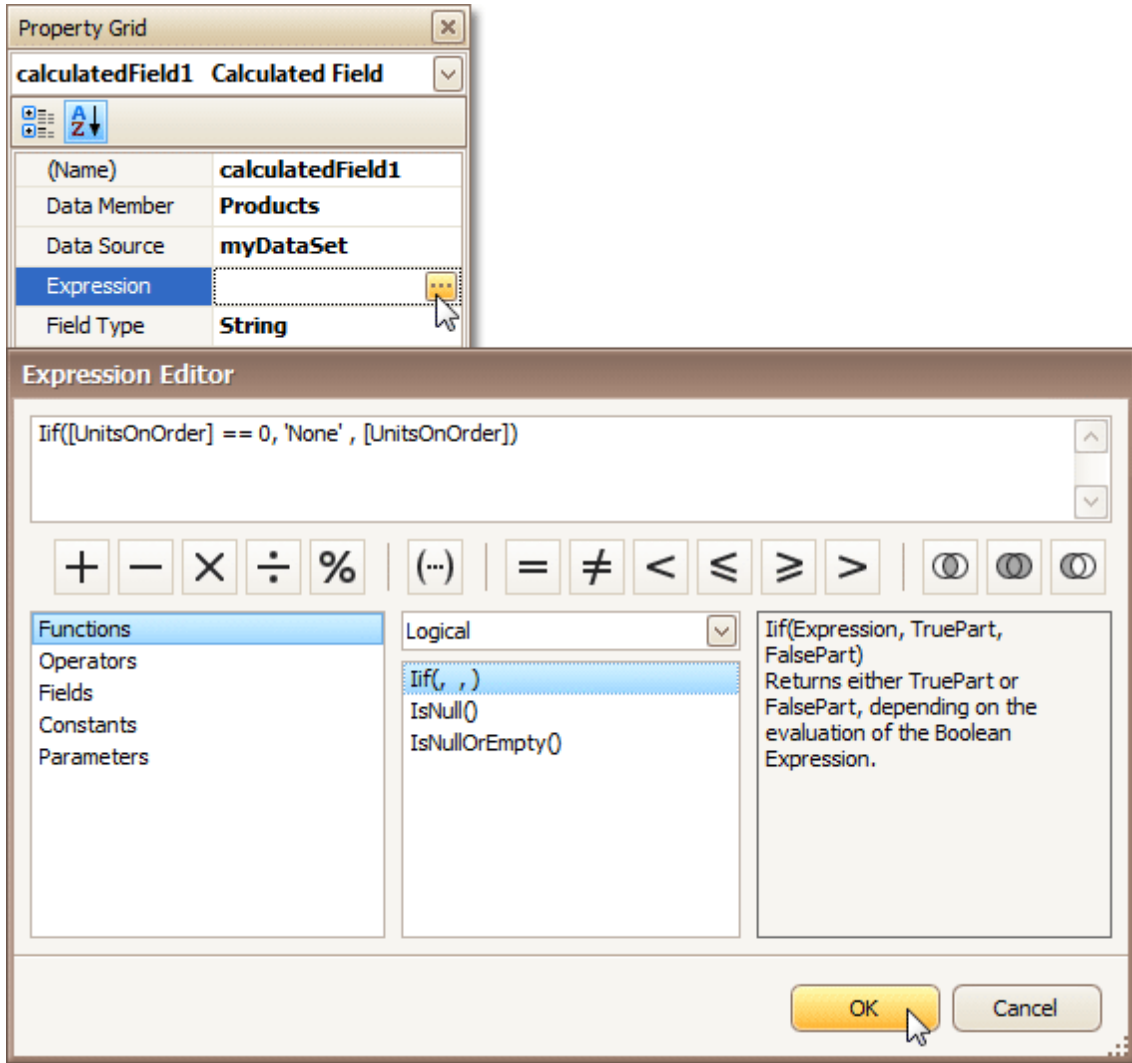 Property Grid
calculatedField1 Calculated Field
A
Z
(Name) calculatedField1
Data Member Products
Data Source myDataSet
Expression
Field Type String
Expression Editor
Iif([UnitsOnOrder] == 0, 'None' , [UnitsOnOrder])
+ − × ÷ % (···) = ≠ < ⩽ ⩾ >
Functions
Operators
Fields
Constants
Parameters
Logical
Iif(, , )
IsNull()
IsNullOrEmpty()
Iif(Expression, TruePart,
FalsePart)
Returns either TruePart or
FalsePart, depending on the
evaluation of the Boolean
Expression.
OK Cancel